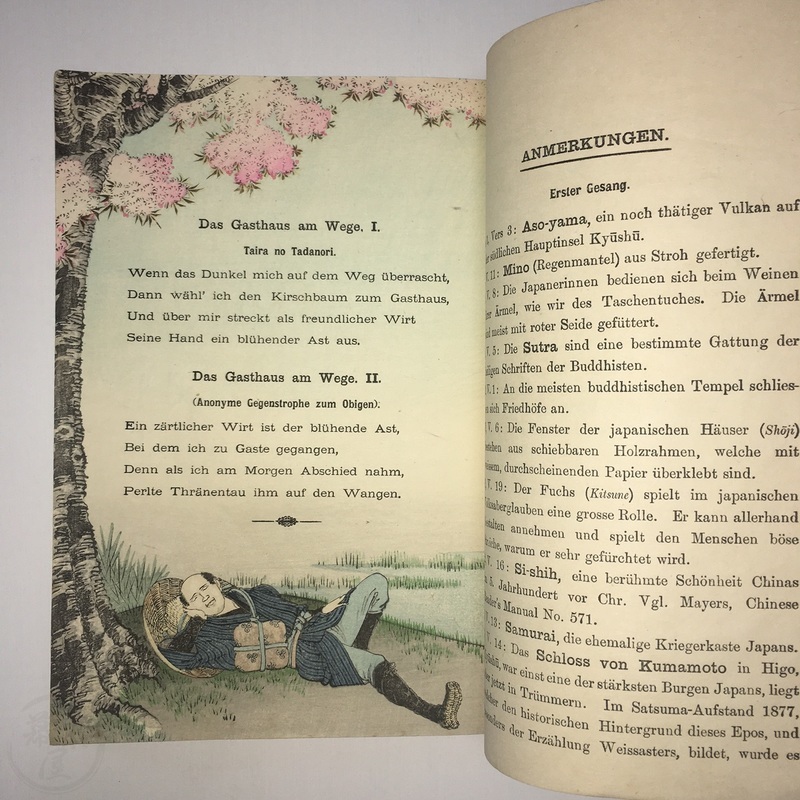 Das Gasthaus am Wege. I.
Taira no Tadanori.
Wenn das Dunkel mich auf dem Weg überrascht,
Dann wähl' ich den Kirschbaum zum Gasthaus,
Und über mir streckt als freundlicher Wirt
Seine Hand ein blühender Ast aus.
Das Gasthaus am Wege. II.
(Anonyme Gegenstrophe zum Obigen).
Ein zärtlicher Wirt ist der blühende Ast,
Bei dem ich zu Gaste gegangen,
Denn als ich am Morgen Abschied nahm,
Perlte Thränentau ihm auf den Wangen.
ANMERKUNGEN.
Erster Gesang.
Vers 3: Aso-yama, ein noch thätiger Vulkan auf
südlichen Hauptinsel Kyūshū.
V. 11: Mino (Regenmantel) aus Stroh gefertigt.
V. 8: Die Japanerinnen bedienen sich beim Weinen
Ärmel, wie wir des Taschentuches. Die Ärmel
meist mit roter Seide gefüttert.
V. 5: Die Sutra sind eine bestimmte Gattung der
Schriften der Buddhisten.
V. 1: An die meisten buddhistischen Tempel schlies-
sich Friedhöfe an.
V. 6: Die Fenster der japanischen Häuser (Shōji)
aus schiebbaren Holzrahmen, welche mit
durchscheinenden Papier überklebt sind.
V. 19: Der Fuchs (Kitsune) spielt im japanischen
eine grosse Rolle. Er kann allerhand
annehmen und spielt den Menschen böse
warum er sehr gefürchtet wird.
V. 16: Si-shih, eine berühmte Schönheit Chinas
5. Jahrhundert vor Chr. Vgl. Mayers, Chinese
Manual No. 571.
V. 13: Samurai, die ehemalige Kriegerkaste Japans.
V. 14: Das Schloss von Kumamoto in Higo,
war einst eine der stärksten Burgen Japans, liegt
jetzt in Trümmern. Im Satsuma-Aufstand 1877,
den historischen Hintergrund dieses Epos, und
der Erzählung Weissasters, bildet, wurde es